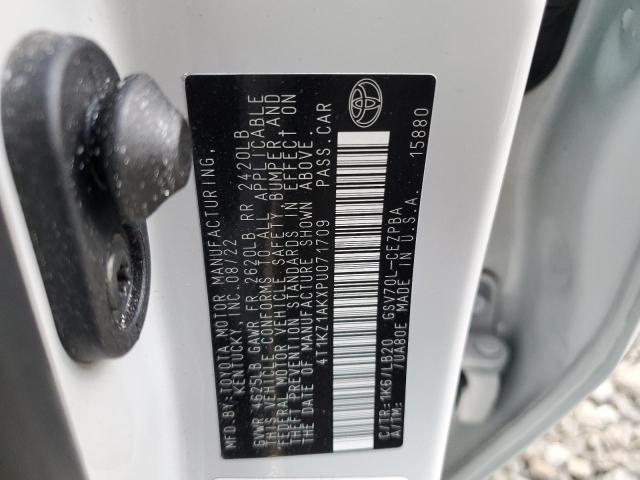 MFD. BY: TOYOTA MOTOR MANUFACTURING,
KENTUCKY, INC. 08/22
GVWR 4625LB GAWR FR 2620LB RR 2420LB
THIS VEHICLE CONFORMS TO ALL APPLICABLE
FEDERAL MOTOR VEHICLE SAFETY, BUMPER, AND
THEFT PREVENTION STANDARDS IN EFFECT ON
THE DATE OF MANUFACTURE SHOWN ABOVE.
4T1KZ1AKXPU071709 PASS. CAR
C/TR: 1K6/LB20 GSV70L-CEZPBA
A/TM: 7UA80E MADE IN U.S.A. 15880